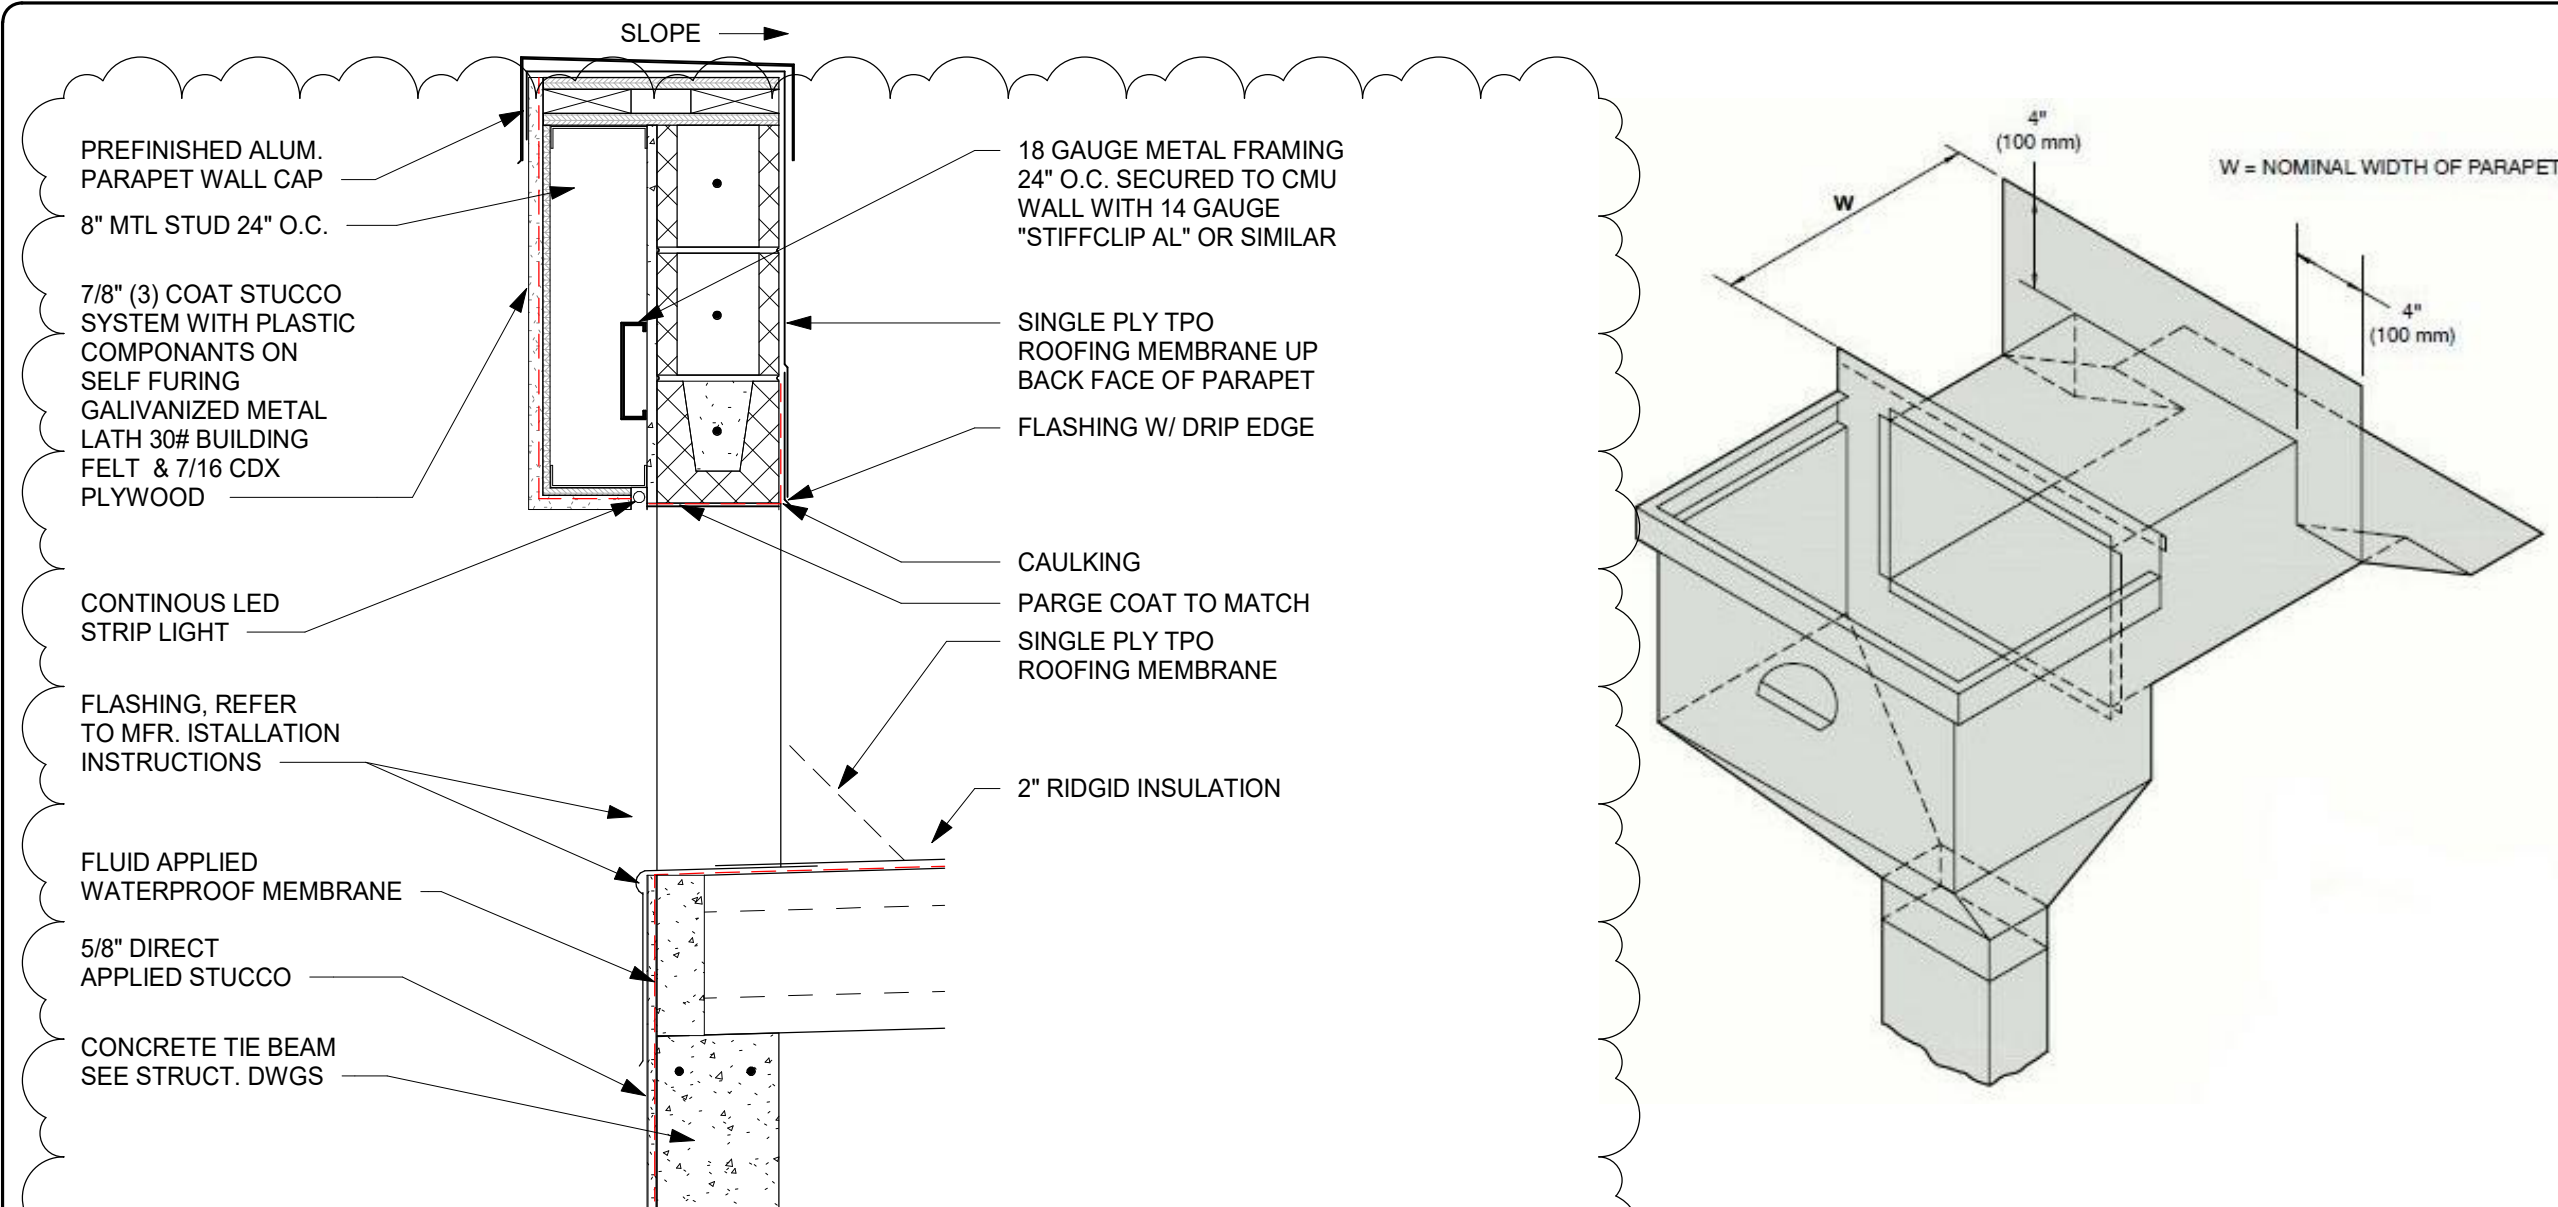 SLOPE
PREFINISHED ALUM.
PARAPET WALL CAP
8" MTL STUD 24" O.C.
7/8" (3) COAT STUCCO
SYSTEM WITH PLASTIC
COMPONANTS ON
SELF FURING
GALIVANIZED METAL
LATH 30# BUILDING
FELT & 7/16 CDX
PLYWOOD
CONTINOUS LED
STRIP LIGHT
FLASHING, REFER
TO MFR. ISTALLATION
INSTRUCTIONS
FLUID APPLIED
WATERPROOF MEMBRANE
5/8" DIRECT
APPLIED STUCCO
CONCRETE TIE BEAM
SEE STRUCT. DWGS
18 GAUGE METAL FRAMING
24" O.C. SECURED TO CMU
WALL WITH 14 GAUGE
"STIFFCLIP AL" OR SIMILAR
SINGLE PLY TPO
ROOFING MEMBRANE UP
BACK FACE OF PARAPET
FLASHING W/ DRIP EDGE
CAULKING
PARGE COAT TO MATCH
SINGLE PLY TPO
ROOFING MEMBRANE
2" RIDGID INSULATION
4"
(100 mm)
W = NOMINAL WIDTH OF PARAPET
W
4"
(100 mm)